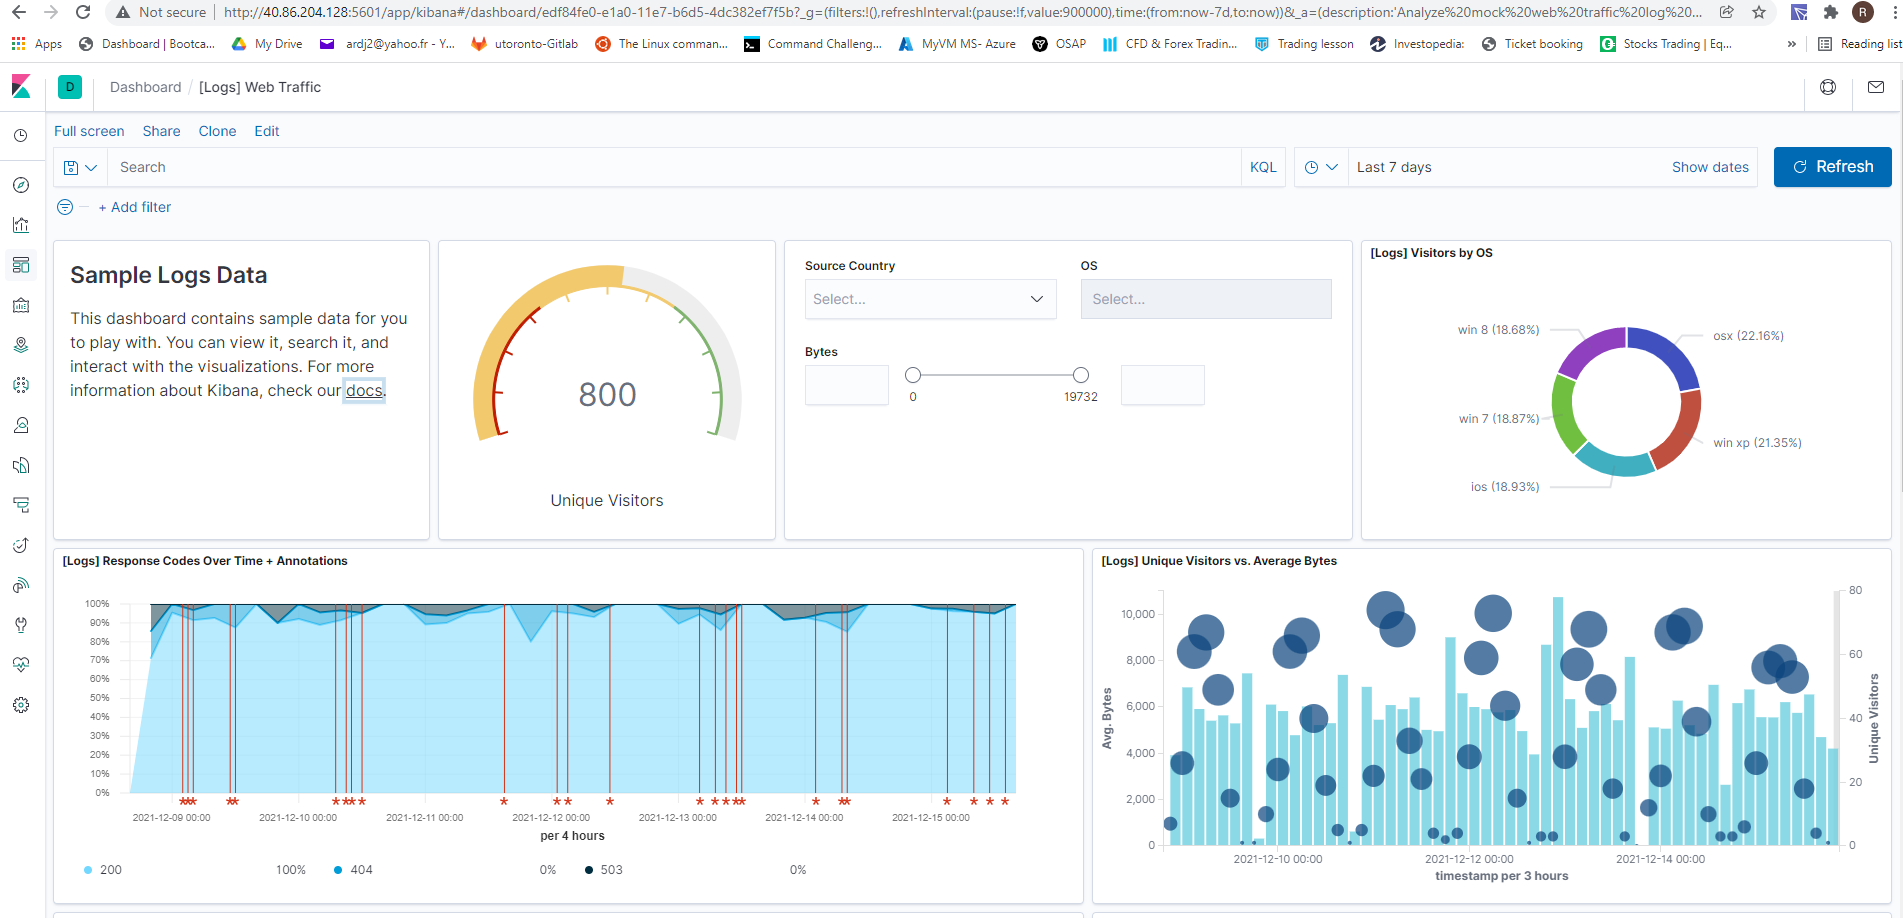 Not secure
http://40.86.204.128:5601/app/kibana#/dashboard/edf84fe0-e1a0-11e7-b6d5-4dc382ef7f5b?_g=(filters:!(),refreshInterval:(pause:!f,value:900000),time:(from:now-7d,to:now))&_a=(description:'Analyze%20mock%20web%20traffic%20log%20...
R
Apps
Dashboard | Bootca...
My Drive
ardj2@yahoo.fr - Y...
utoronto-Gitlab
The Linux comman...
Command Challeng...
MyVM MS- Azure
OSAP
CFD & Forex Tradin...
Trading lesson
Investopedia:
Ticket booking
Stocks Trading | Eq...
»
Reading list
D
Dashboard / [Logs] Web Traffic
Full screen
Share
Clone
Edit
Search
KQL
Last 7 days
Show dates
Refresh
+ Add filter
Sample Logs Data
This dashboard contains sample data for you
to play with. You can view it, search it, and
interact with the visualizations. For more
information about Kibana, check our docs.
800
Unique Visitors
Source Country
Select...
OS
Select...
Bytes
0
19732
[Logs] Visitors by OS
win 8 (18.68%)
osx (22.16%)
win 7 (18.87%)
win xp (21.35%)
ios (18.93%)
[Logs] Response Codes Over Time + Annotations
100%
90%
80%
70%
60%
50%
40%
30%
20%
10%
0%
2021-12-09 00:00
2021-12-10 00:00
2021-12-11 00:00
2021-12-12 00:00
2021-12-13 00:00
2021-12-14 00:00
2021-12-15 00:00
per 4 hours
200 100%
404 0%
503 0%
[Logs] Unique Visitors vs. Average Bytes
Avg. Bytes
10,000
8,000
6,000
4,000
2,000
0
80
60
40
20
0
Unique Visitors
2021-12-10 00:00
2021-12-12 00:00
2021-12-14 00:00
timestamp per 3 hours